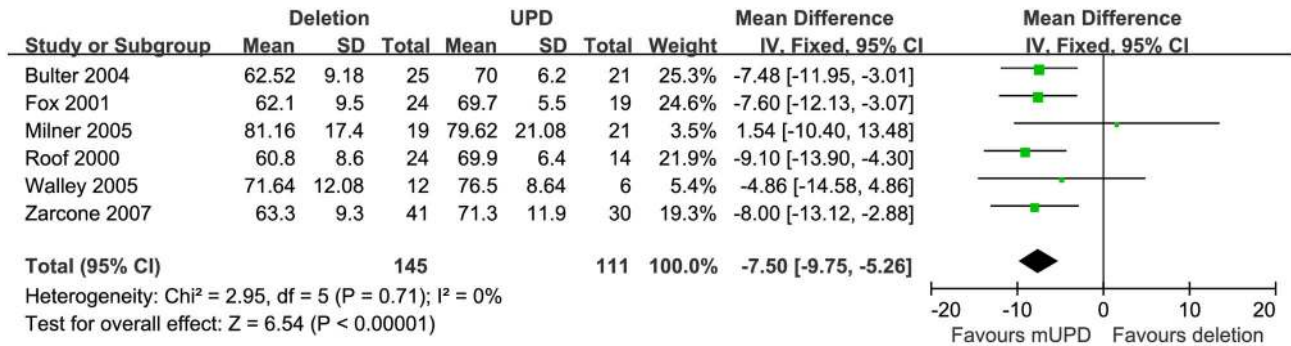 Deletion UPD Mean Difference Mean Difference
Study or Subgroup Mean SD Total Mean SD Total Weight IV, Fixed, 95% CI IV, Fixed, 95% CI
Bulter 2004 62.52 9.18 25 70 6.2 21 25.3% -7.48 [-11.95, -3.01]
Fox 2001 62.1 9.5 24 69.7 5.5 19 24.6% -7.60 [-12.13, -3.07]
Milner 2005 81.16 17.4 19 79.62 21.08 21 3.5% 1.54 [-10.40, 13.48]
Roof 2000 60.8 8.6 24 69.9 6.4 14 21.9% -9.10 [-13.90, -4.30]
Walley 2005 71.64 12.08 12 76.5 8.64 6 5.4% -4.86 [-14.58, 4.86]
Zarcone 2007 63.3 9.3 41 71.3 11.9 30 19.3% -8.00 [-13.12, -2.88]
Total (95% CI) 145 111 100.0% -7.50 [-9.75, -5.26]
Heterogeneity: Chi² = 2.95, df = 5 (P = 0.71); I² = 0%
Test for overall effect: Z = 6.54 (P < 0.00001)
-20 -10 0 10 20
Favours mUPD Favours deletion